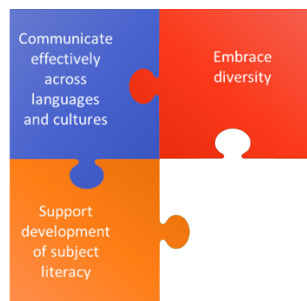 Communicate
effectively
across
languages
and cultures
Embrace
diversity
Support
development
of subject
literacy